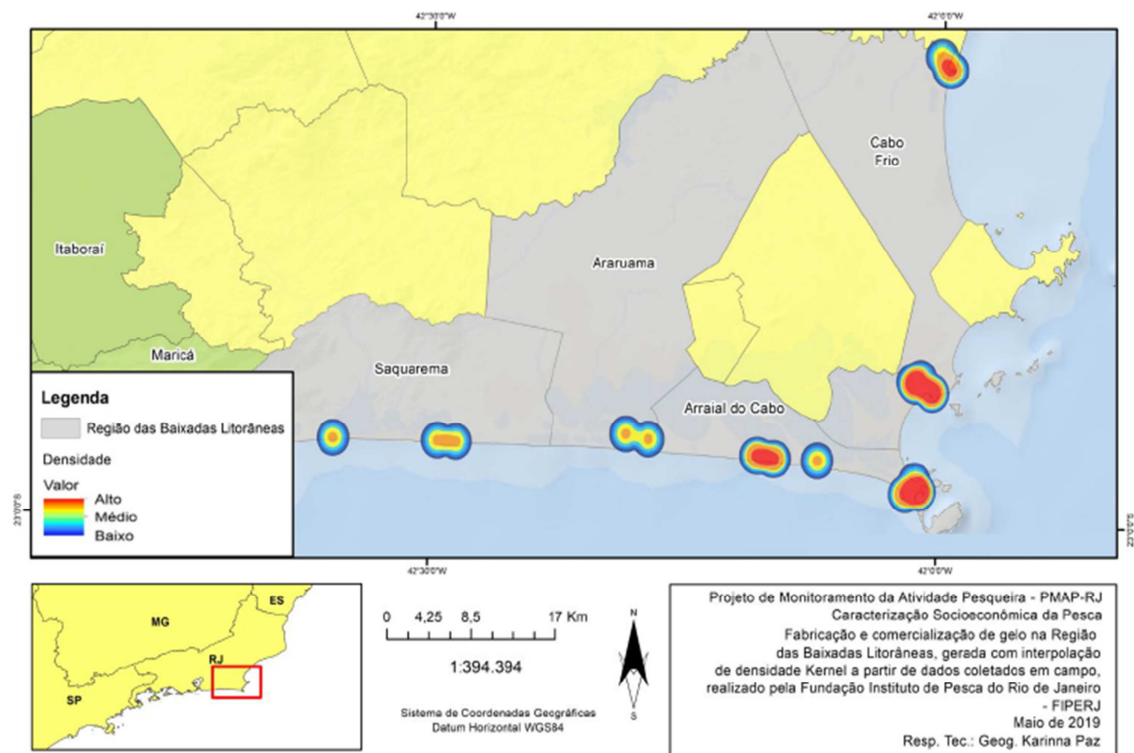 42°30'0"W
42°0'0"W
Cabo
Frio
Itaboraí
Araruama
Maricá
Saquarema
Arraial do Cabo
Legenda
Região das Baixadas Litorâneas
Densidade
Valor
Alto
Médio
Baixo
23°0'0"S
23°0'0"S
42°30'0"W
42°0'0"W
ES
MG
RJ
SP
0 4,25 8,5 17 Km
1:394.394
Sistema de Coordenadas Geográficas
Datum Horizontal WGS84
N
S
Projeto de Monitoramento da Atividade Pesqueira - PMAP-RJ
Caracterização Socioeconômica da Pesca
Fabricação e comercialização de gelo na Região
das Baixadas Litorâneas, gerada com interpolação
de densidade Kernel a partir de dados coletados em campo,
realizado pela Fundação Instituto de Pesca do Rio de Janeiro
- FIPERJ
Maio de 2019
Resp. Tec.: Geog. Karinna Paz